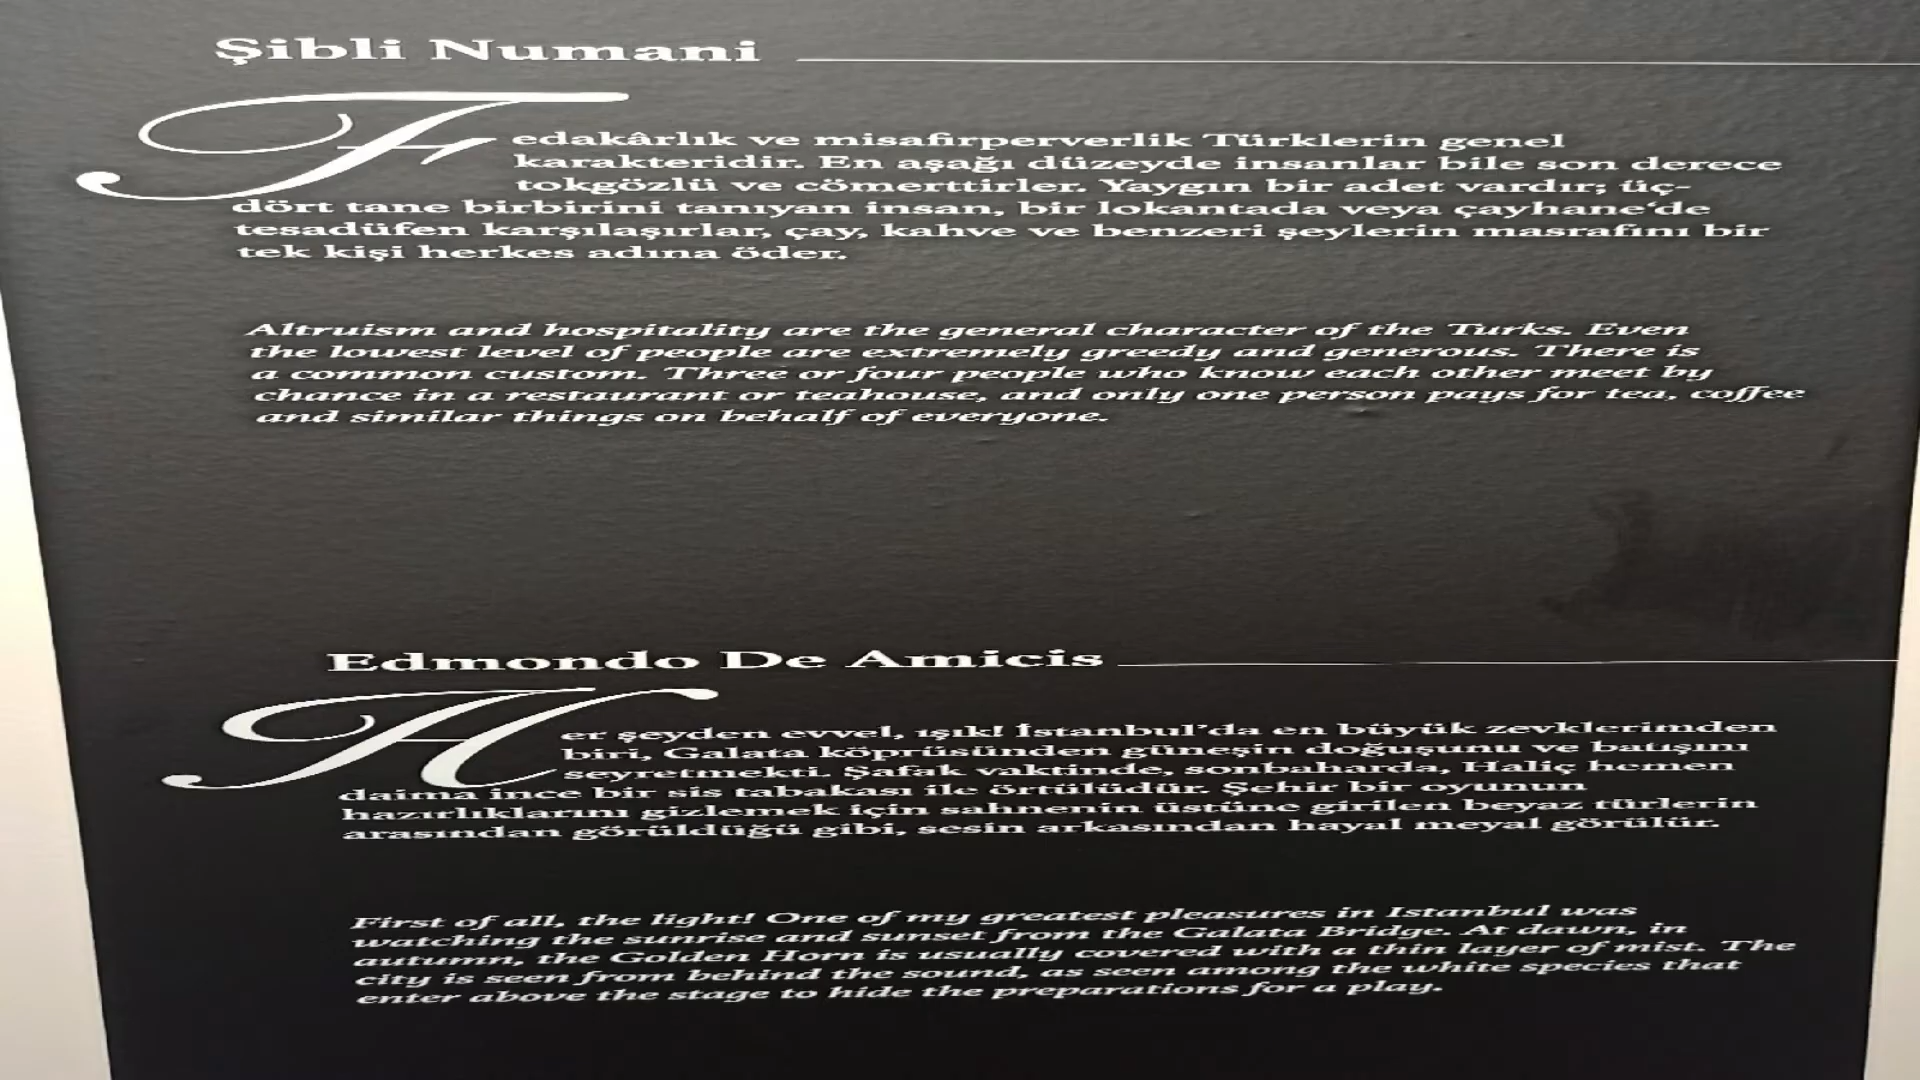 Şibli Numani
Fedakârlık ve misafirperverlik Türklerin genel
karakteridir. En aşağı düzeyde insanlar bile son derece
tokgözlü ve cömerttirler. Yaygın bir adet vardır; üç-
dört tane birbirini tanıyan insan, bir lokantada veya çayhane‘de
tesadüfen karşılaşırlar, çay, kahve ve benzeri şeylerin masrafını bir
tek kişi herkes adına öder.
Altruism and hospitality are the general character of the Turks. Even
the lowest level of people are extremely greedy and generous. There is
a common custom. Three or four people who know each other meet by
chance in a restaurant or teahouse, and only one person pays for tea, coffee
and similar things on behalf of everyone.
Edmondo De Amicis
Her şeyden evvel, ışık! İstanbul’da en büyük zevklerimden
biri, Galata köprüsünden güneşin doğuşunu ve batışını
seyretmekti. Şafak vaktinde, sonbaharda, Haliç hemen
daima ince bir sis tabakası ile örtülüdür. Şehir bir oyunun
hazırlıklarını gizlemek için sahnenin üstüne girilen beyaz türlerin
arasından görüldüğü gibi, sesin arkasından hayal meyal görülür.
First of all, the light! One of my greatest pleasures in Istanbul was
watching the sunrise and sunset from the Galata Bridge. At dawn, in
autumn, the Golden Horn is usually covered with a thin layer of mist. The
city is seen from behind the sound, as seen among the white species that
enter above the stage to hide the preparations for a play.